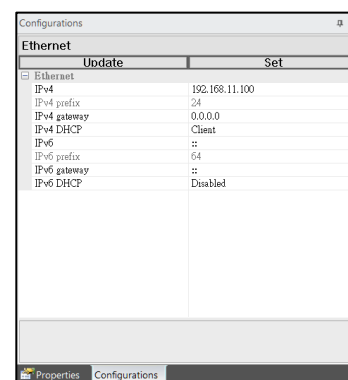 Configurations
Ethernet
Update Set
Ethernet
IPv4 192.168.11.100
IPv4 prefix 24
IPv4 gateway 0.0.0.0
IPv4 DHCP Client
IPv6 ::
IPv6 prefix 64
IPv6 gateway ::
IPv6 DHCP Disabled
Properties Configurations